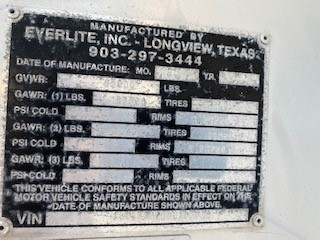 MANUFACTURED BY
EVERLITE, INC. - LONGVIEW, TEXAS
903-297-3444
DATE OF MANUFACTURE: MO. YR.
GVWR: LBS.
GAWR: (1) LBS. TIRES
PSI COLD RIMS
GAWR: (2) LBS. TIRES
PSI COLD RIMS
GAWR: (3) LBS. TIRES
PSI COLD RIMS
THIS VEHICLE CONFORMS TO ALL APPLICABLE FEDERAL
MOTOR VEHICLE SAFETY STANDARDS IN EFFECT ON THE
DATE OF MANUFACTURE SHOWN ABOVE.
VIN